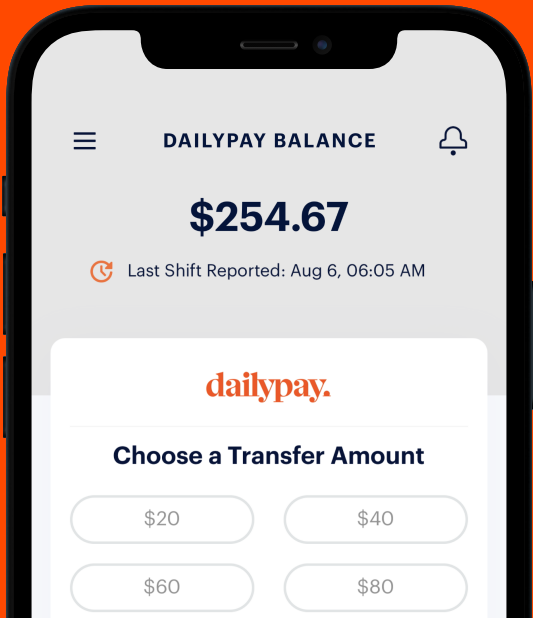 DAILYPAY BALANCE
$254.67
Last Shift Reported: Aug 6, 06:05 AM
dailypay.
Choose a Transfer Amount
$20 $40
$60 $80